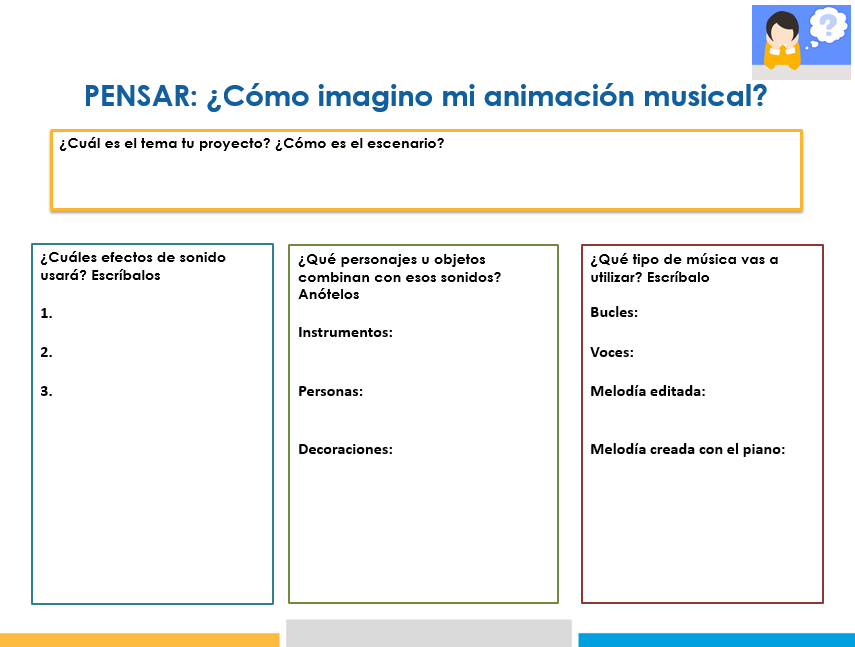 PENSAR: ¿Cómo imagino mi animación musical?
¿Cuál es el tema tu proyecto? ¿Cómo es el escenario?
¿Cuáles efectos de sonido
usará? Escríbalos
1.
2.
3.
¿Qué personajes u objetos
combinan con esos sonidos?
Anótelos
Instrumentos:
Personas:
Decoraciones:
¿Qué tipo de música vas a
utilizar? Escríbalo
Bucles:
Voces:
Melodía editada:
Melodía creada con el piano: